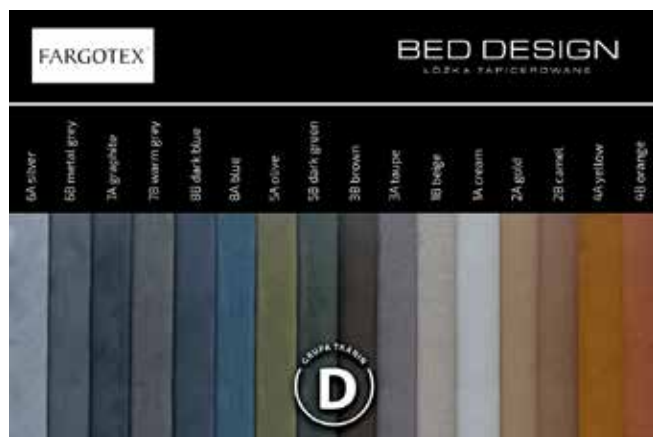 FARGOTEX
BED DESIGN
ŁÓŻKA TAPICEROWANE
6A silver
6B metal grey
7A graphite
7B warm grey
8B dark blue
8A blue
5A olive
5B dark green
3B brown
3A taupe
1B beige
1A cream
2A gold
2B camel
4A yellow
4B orange
GRUPA TKANIN
D